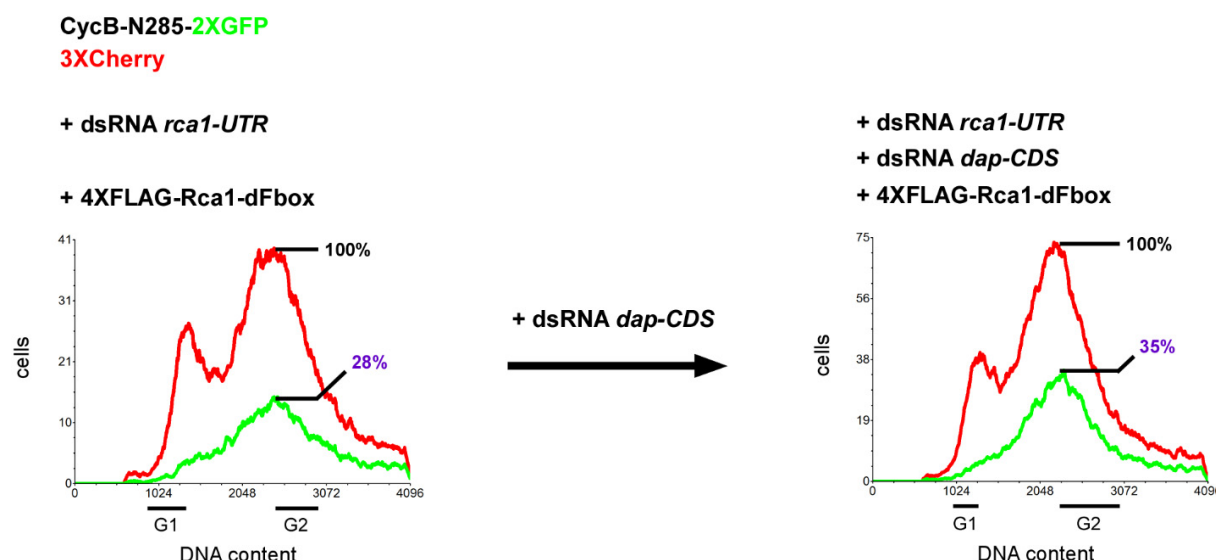 CycB-N285-2XGFP
3XCherry
+ dsRNA rca1-UTR
+ 4XFLAG-Rca1-dFbox
41
31
21
10
0
cells
100%
28%
0 1024 2048 3072 4096
G1 G2
DNA content
+ dsRNA dap-CDS
+ dsRNA rca1-UTR
+ dsRNA dap-CDS
+ 4XFLAG-Rca1-dFbox
75
56
38
19
0
cells
100%
35%
0 1024 2048 3072 4096
G1 G2
DNA content